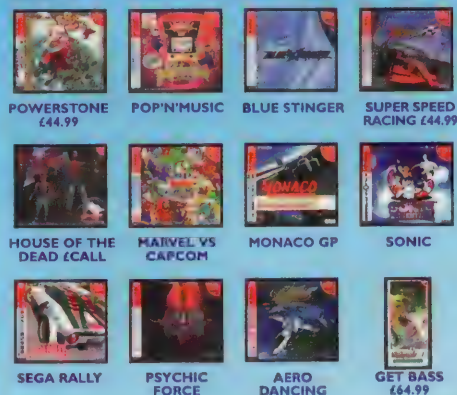 POWERSTONE
£44.99
POP'N'MUSIC
BLUE STINGER
SUPER SPEED
RACING £44.99
HOUSE OF THE
DEAD £CALL
MARVEL VS
CAPCOM
MONACO GP
SONIC
SEGA RALLY
PSYCHIC
FORCE
AERO
DANCING
GET BASS
£64.99
MONACO